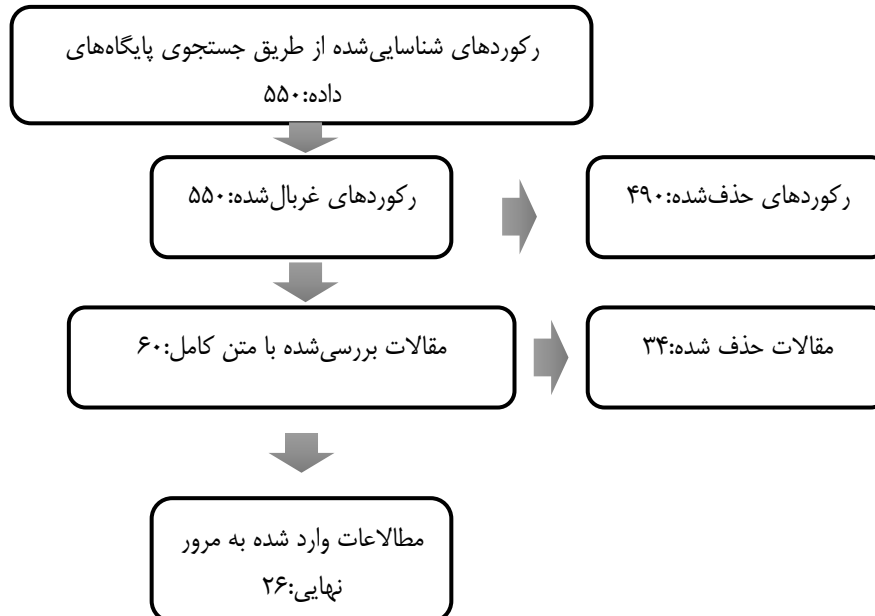 رکوردهای شناسایی‌شده از طریق جستجوی پایگاه‌های
داده:۵۵۰
رکوردهای غربال‌شده:۵۵۰
رکوردهای حذف‌شده:۴۹۰
مقالات بررسی‌شده با متن کامل:۶۰
مقالات حذف شده:۳۴
مطالاعات وارد شده به مرور
نهایی:۲۶